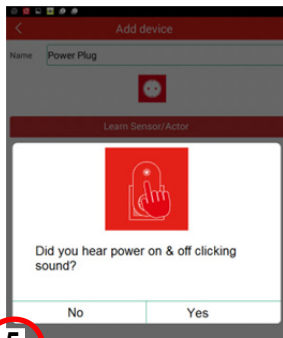 Add device
Name
Power Plug
Learn Sensor/Actor
Did you hear power on & off clicking
sound?
No
Yes
5